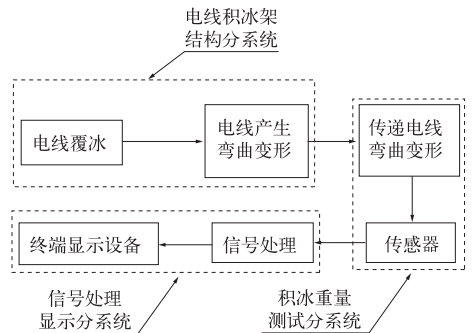 电线积冰架
结构分系统
电线覆冰
电线产生
弯曲变形
传递电线
弯曲变形
终端显示设备
信号处理
传感器
信号处理
显示分系统
积冰重量
测试分系统